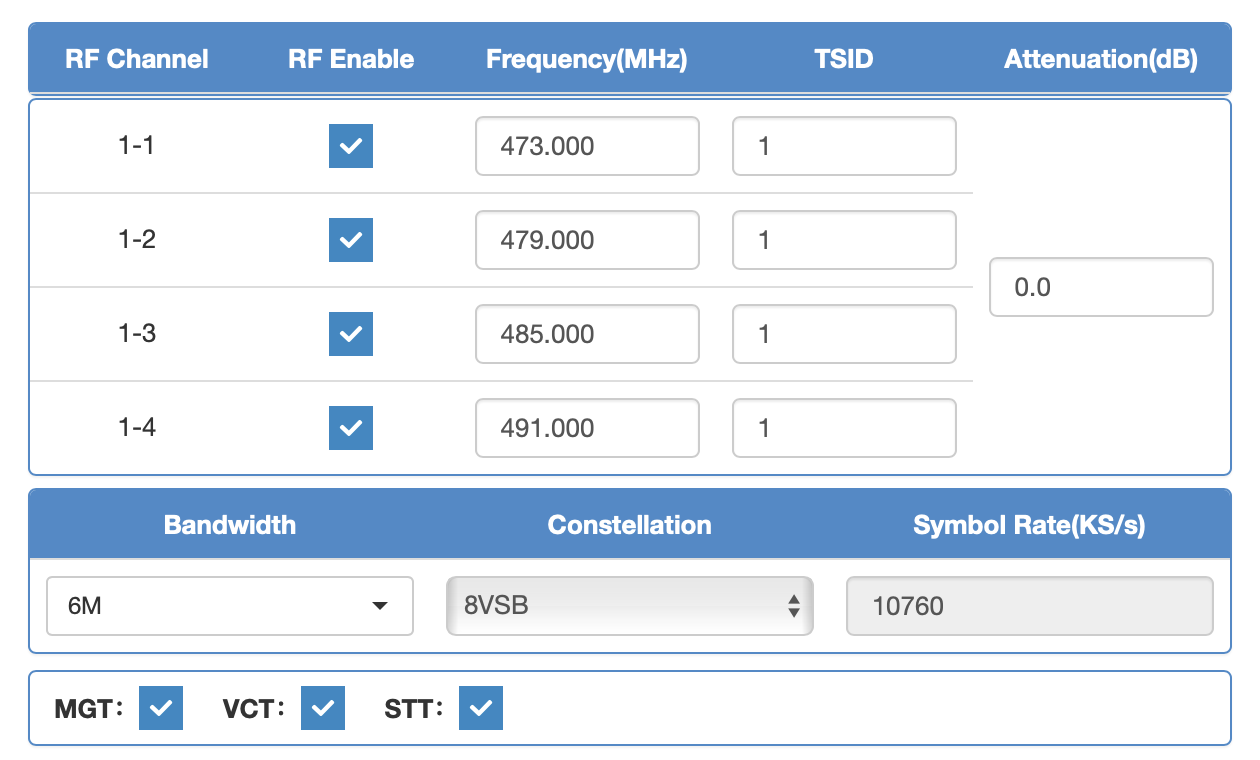 RF Channel RF Enable Frequency(MHz) TSID Attenuation(dB)
1-1 473.000 1
1-2 479.000 1
0.0
1-3 485.000 1
1-4 491.000 1
Bandwidth Constellation Symbol Rate(KS/s)
6M 8VSB 10760
MGT: VCT: STT: